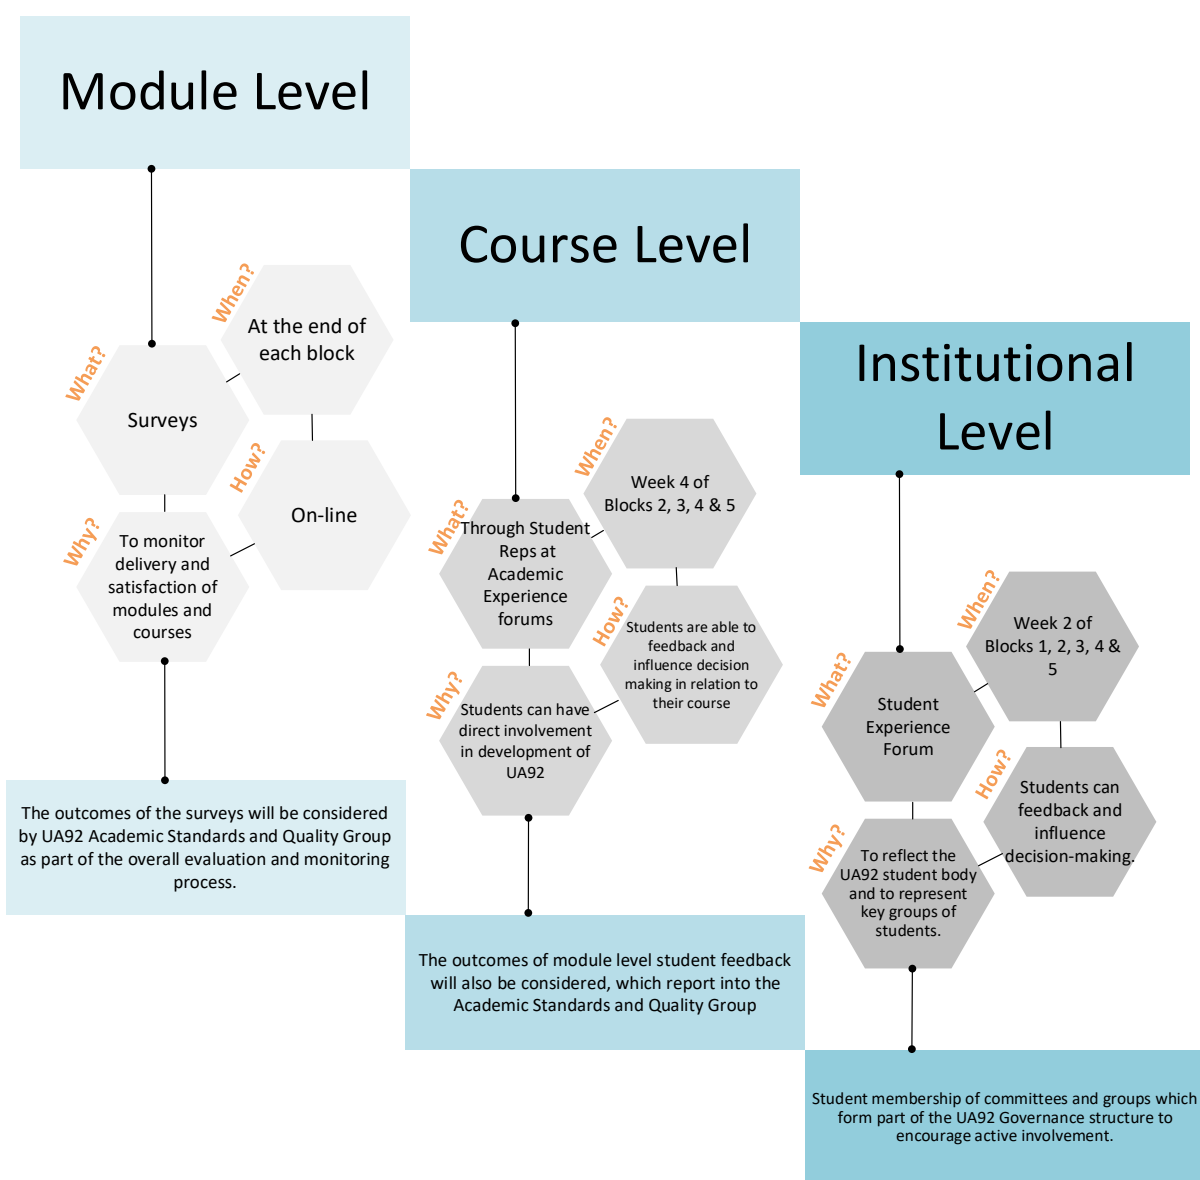 Module Level
When?
At the end of
each block
What?
Surveys
How?
On-line
Why?
To monitor
delivery and
satisfaction of
modules and
courses
The outcomes of the surveys will be considered
by UA92 Academic Standards and Quality Group
as part of the overall evaluation and monitoring
process.
Course Level
When?
Week 4 of
Blocks 2, 3, 4 & 5
What?
Through Student
Reps at
Academic
Experience
forums
How?
Students are able to
feedback and
influence decision
making in relation to
their course
Why?
Students can have
direct involvement
in development of
UA92
The outcomes of module level student feedback
will also be considered, which report into the
Academic Standards and Quality Group
Institutional
Level
When?
Week 2 of
Blocks 1, 2, 3, 4 &
5
What?
Student
Experience
Forum
How?
Students can
feedback and
influence
decision-making.
Why?
To reflect the
UA92 student body
and to represent
key groups of
students.
Student membership of committees and groups which
form part of the UA92 Governance structure to
encourage active involvement.